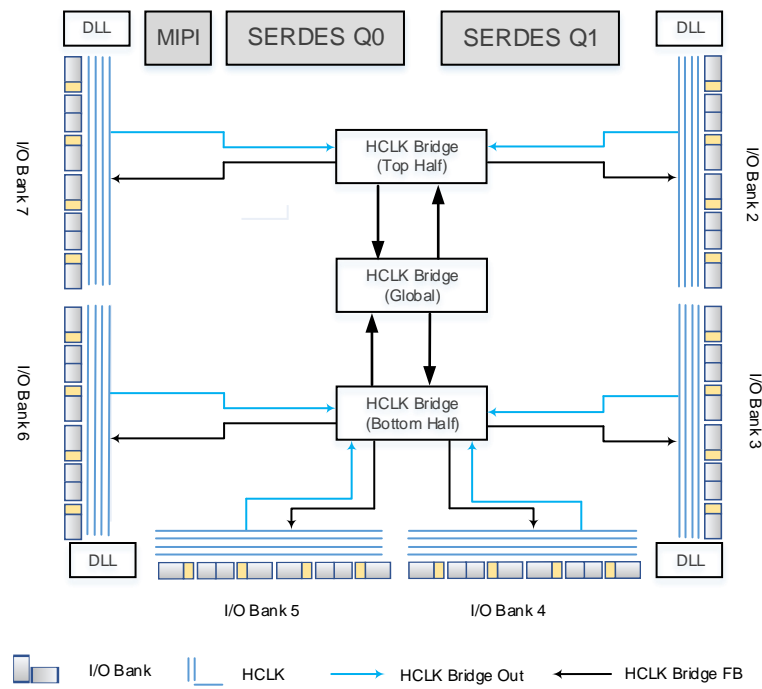 DLL
MIPI
SERDES Q0
SERDES Q1
DLL
I/O Bank 7
HCLK Bridge
(Top Half)
I/O Bank 2
HCLK Bridge
(Global)
I/O Bank 6
HCLK Bridge
(Bottom Half)
I/O Bank 3
DLL
DLL
I/O Bank 5
I/O Bank 4
I/O Bank
HCLK
HCLK Bridge Out
HCLK Bridge FB